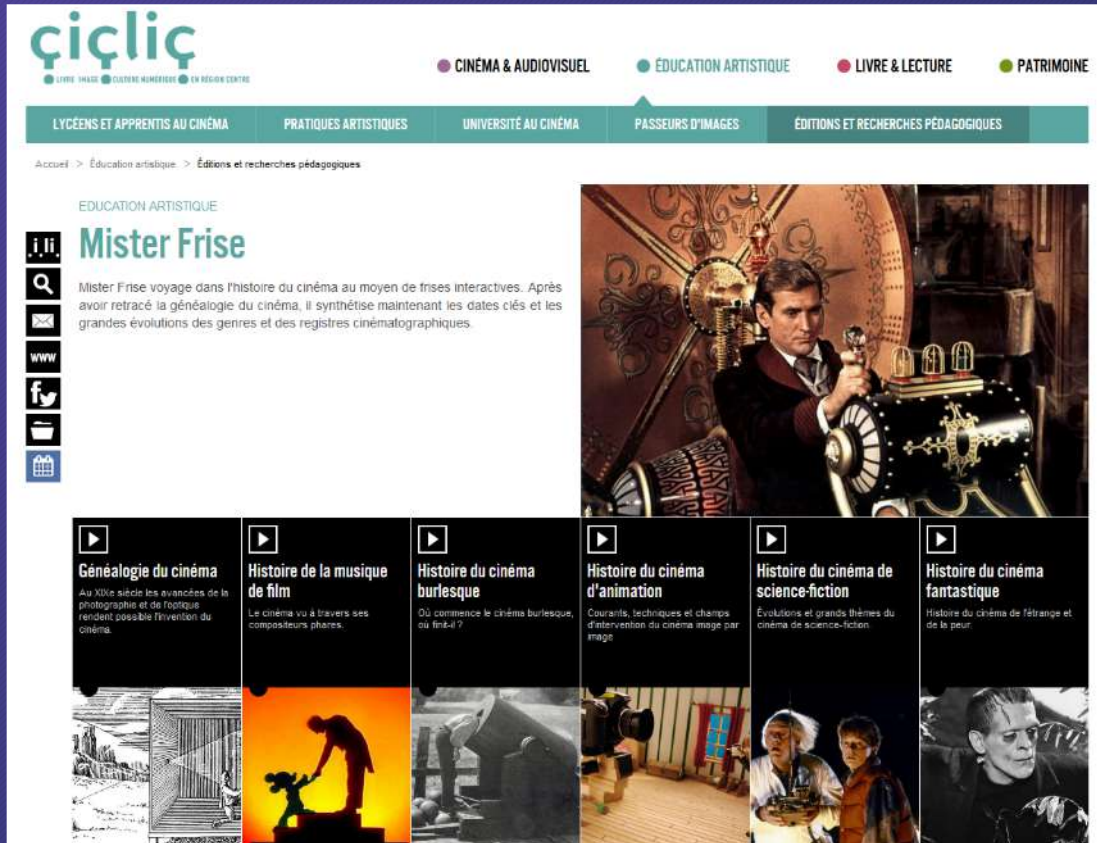 çiçliç
LIVRE IMAGE CULTURE NUMÉRIQUE EN RÉGION CENTRE
CINÉMA & AUDIOVISUEL
ÉDUCATION ARTISTIQUE
LIVRE & LECTURE
PATRIMOINE
LYCÉENS ET APPRENTIS AU CINÉMA
PRATIQUES ARTISTIQUES
UNIVERSITÉ AU CINÉMA
PASSEURS D'IMAGES
ÉDITIONS ET RECHERCHES PÉDAGOGIQUES
Accueil > Éducation artistique > Éditions et recherches pédagogiques
EDUCATION ARTISTIQUE
Mister Frise
Mister Frise voyage dans l'histoire du cinéma au moyen de frises interactives. Après
avoir retracé la généalogie du cinéma, il synthétise maintenant les dates clés et les
grandes évolutions des genres et des registres cinématographiques.
.i.li.
www
f
Généalogie du cinéma
Au XIXe siècle les avancées de la
photographie et de l'optique
rendent possible l'invention du
cinéma.
Histoire de la musique
de film
Le cinéma vu à travers ses
compositeurs phares.
Histoire du cinéma
burlesque
Où commence le cinéma burlesque,
où finit-il ?
Histoire du cinéma
d'animation
Courants, techniques et champs
d'intervention du cinéma image par
image
Histoire du cinéma de
science-fiction
Évolutions et grands thèmes du
cinéma de science-fiction.
Histoire du cinéma
fantastique
Histoire du cinéma de l'étrange et
de la peur.